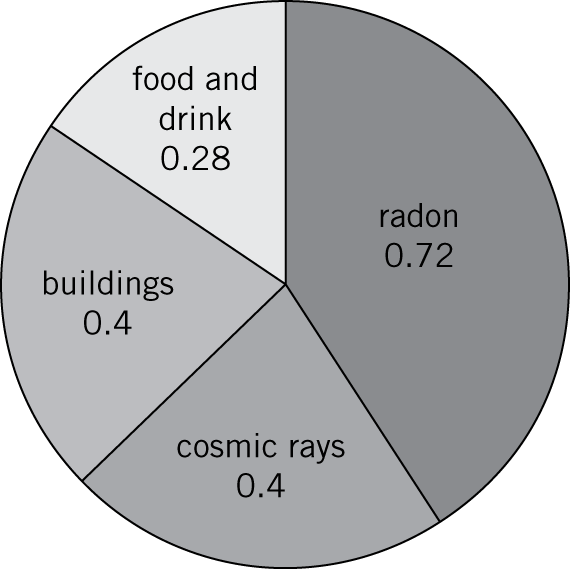 food and
drink
0.28
radon
0.72
buildings
0.4
cosmic rays
0.4